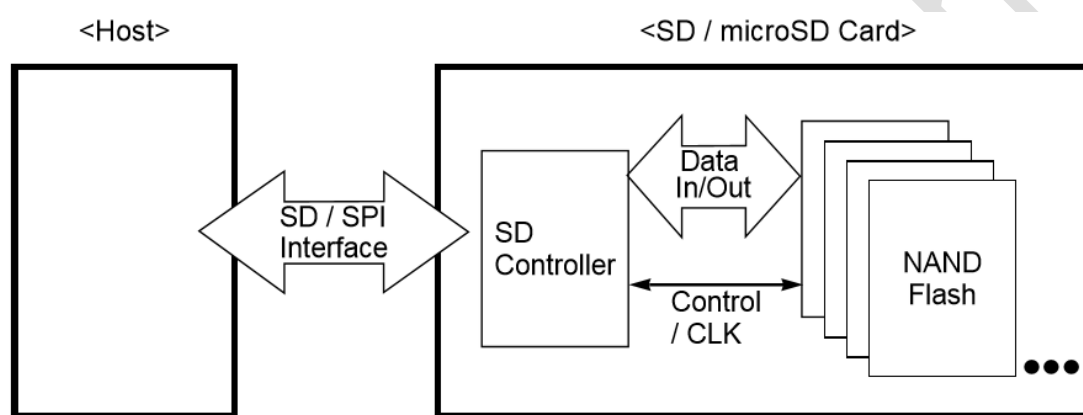 <Host>
<SD / microSD Card>
SD / SPI
Interface
SD
Controller
Data
In/Out
Control
/ CLK
NAND
Flash